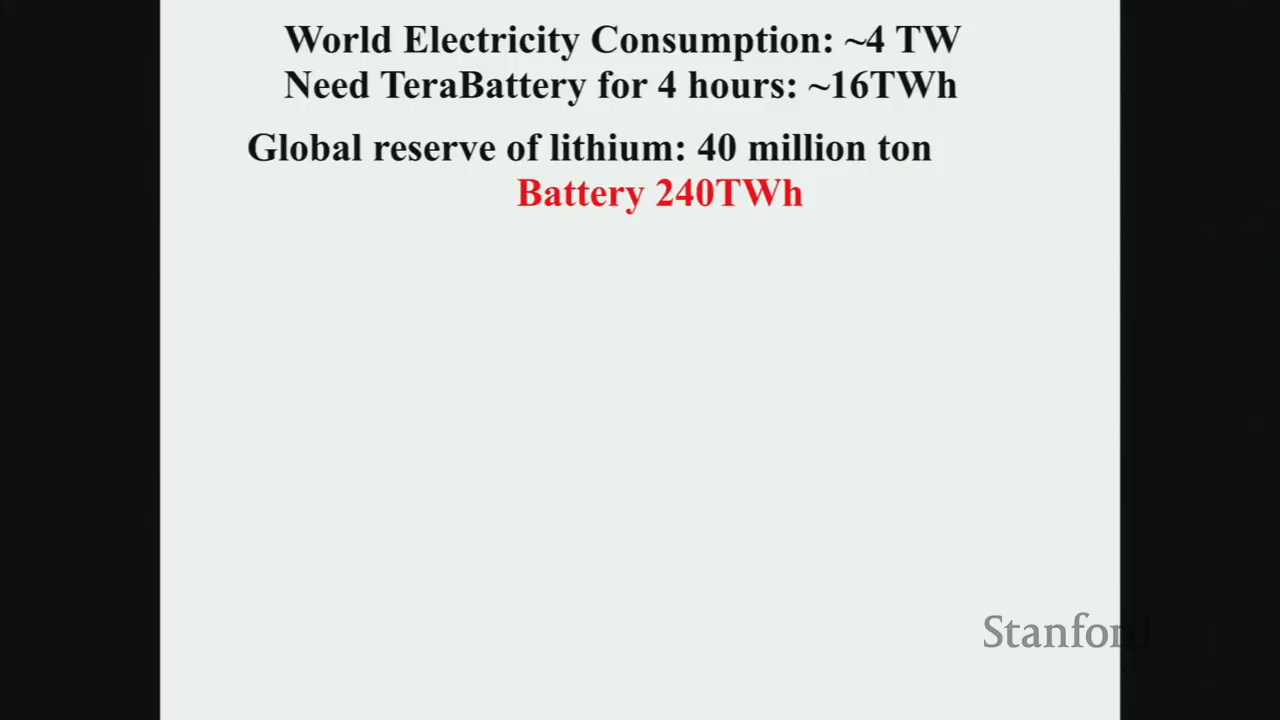 World Electricity Consumption: ~4 TW
Need TeraBattery for 4 hours: ~16TWh
Global reserve of lithium: 40 million ton
Battery 240TWh
Stanford